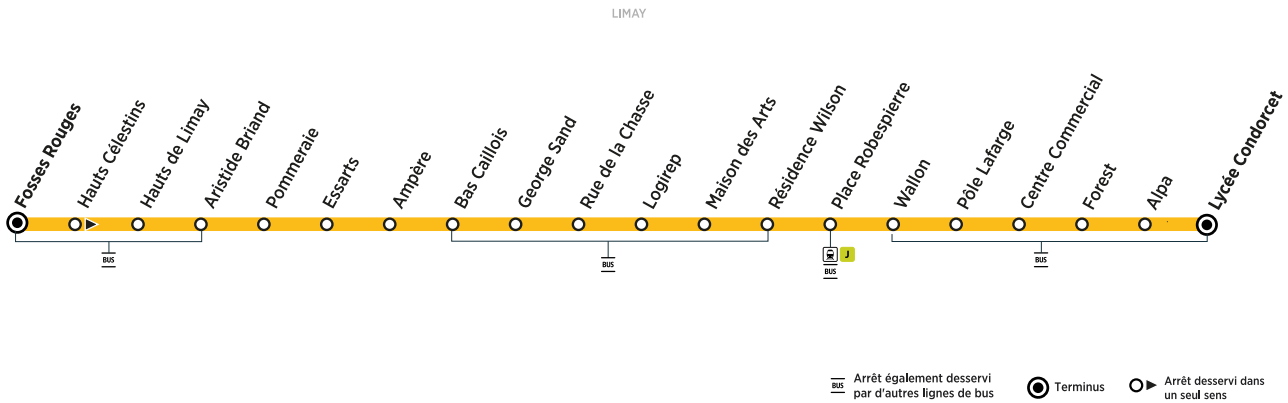 LIMAY
Fosses Rouges
Hauts Célestins
Hauts de Limay
Aristide Briand
Pommeraie
Essarts
Ampère
Bas Caillois
George Sand
Rue de la Chasse
Logirep
Maison des Arts
Résidence Wilson
Place Robespierre
Wallon
Pôle Lafarge
Centre Commercial
Forest
Alpa
Lycée Condorcet
BUS
BUS
J
BUS
BUS
BUS
Arrêt également desservi
par d'autres lignes de bus
Terminus
Arrêt desservi dans
un seul sens